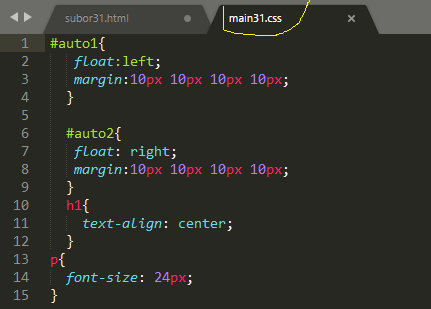 subor31.html
main31.css
1 #auto1{
2 float:left;
3 margin:10px 10px 10px 10px;
4 }
5
6 #auto2{
7 float: right;
8 margin:10px 10px 10px 10px;
9 }
10 h1{
11 text-align: center;
12 }
13 p{
14 font-size: 24px;
15 }